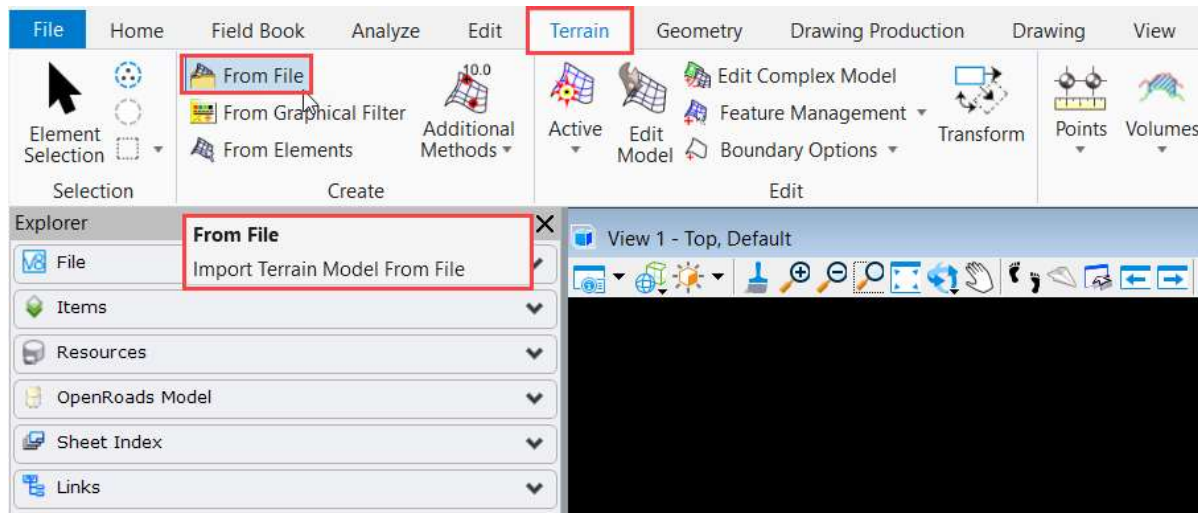 File Home Field Book Analyze Edit Terrain Geometry Drawing Production Drawing View
From File
From Graphical Filter
From Elements
Element
Selection
10.0
Additional
Methods
Active
Edit
Model
Edit Complex Model
Feature Management
Boundary Options
Transform
Points
Volumes
Selection Create Edit
Explorer
From File
Import Terrain Model From File
V8 File
Items
Resources
OpenRoads Model
Sheet Index
Links
View 1 - Top, Default